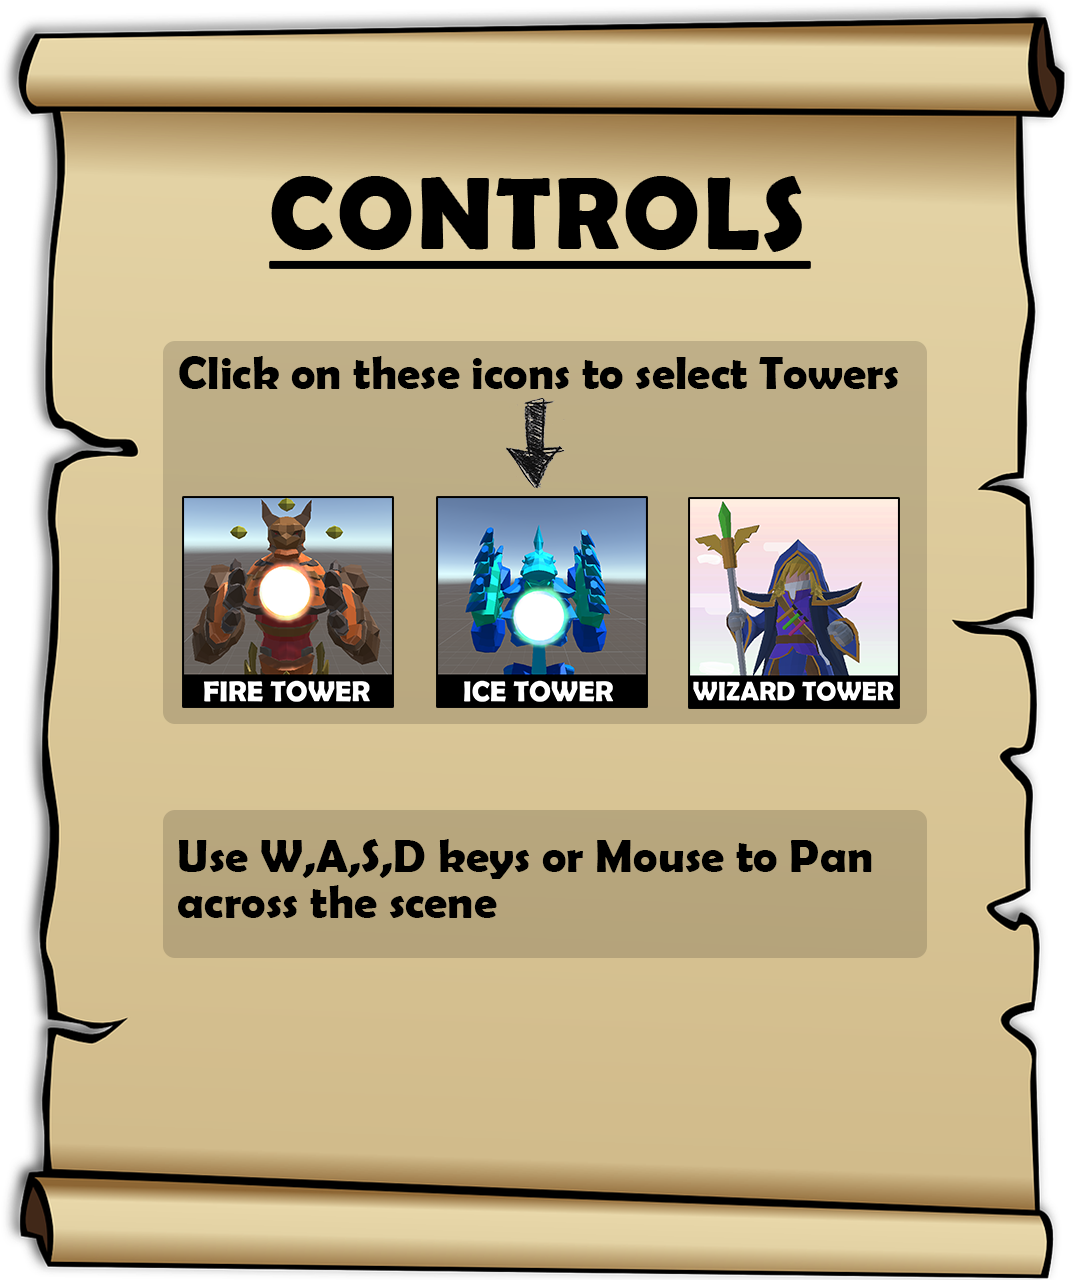 CONTROLS
Click on these icons to select Towers
FIRE TOWER
ICE TOWER
WIZARD TOWER
Use W,A,S,D keys or Mouse to Pan
across the scene